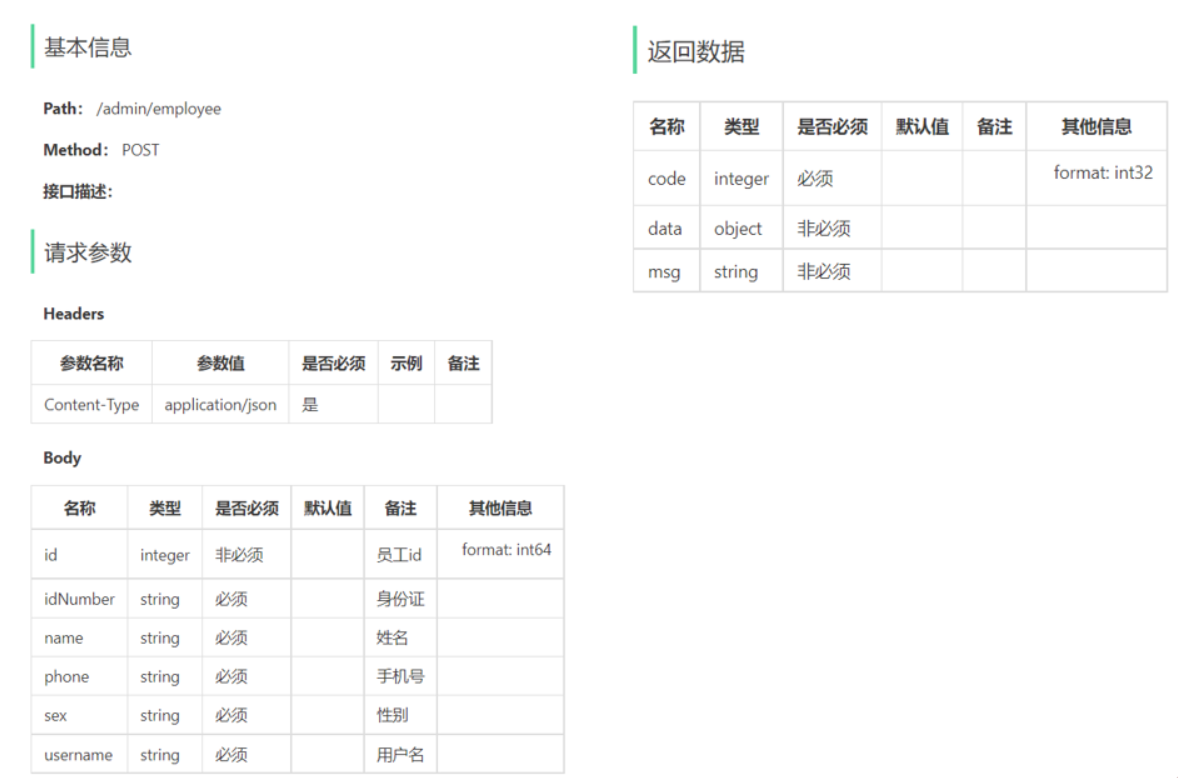 基本信息
Path： /admin/employee
Method： POST
接口描述：
请求参数
Headers
参数名称 参数值 是否必须 示例 备注
Content-Type application/json 是
Body
名称 类型 是否必须 默认值 备注 其他信息
id integer 非必须 员工id format: int64
idNumber string 必须 身份证
name string 必须 姓名
phone string 必须 手机号
sex string 必须 性别
username string 必须 用户名
返回数据
名称 类型 是否必须 默认值 备注 其他信息
code integer 必须 format: int32
data object 非必须
msg string 非必须